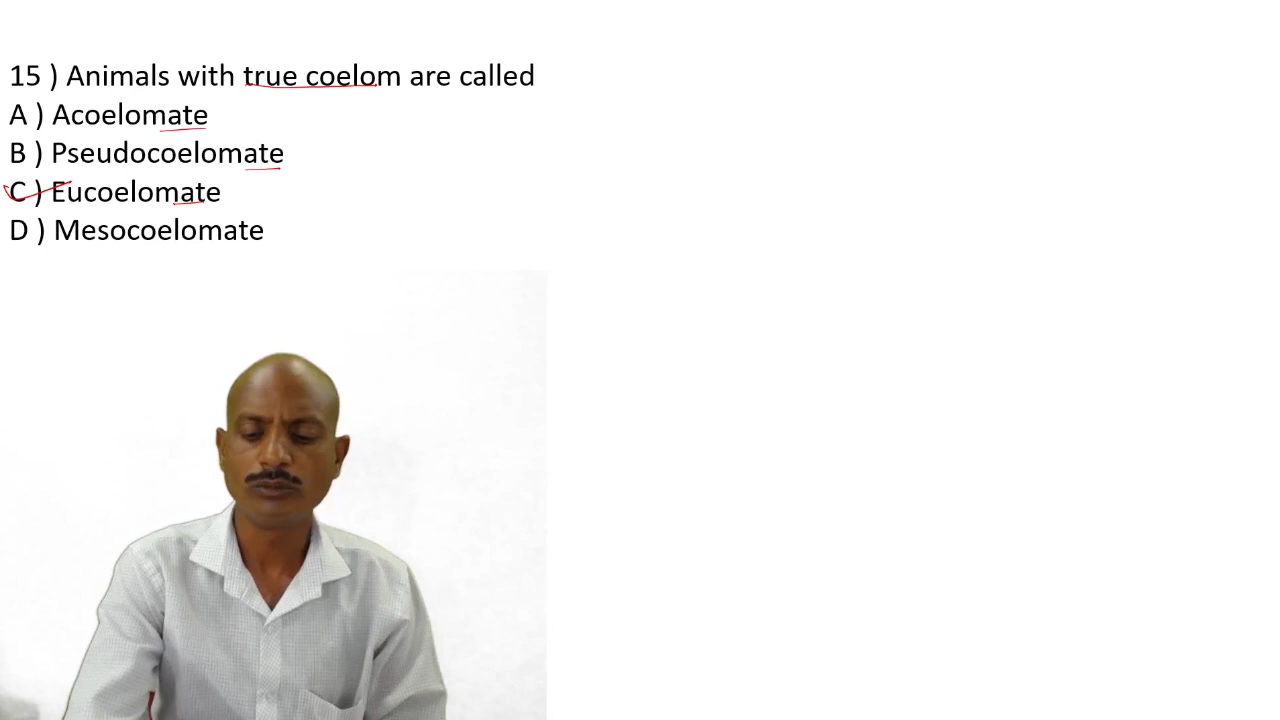 15 ) Animals with true coelom are called
A ) Acoelomate
B ) Pseudocoelomate
C ) Eucoelomate
D ) Mesocoelomate